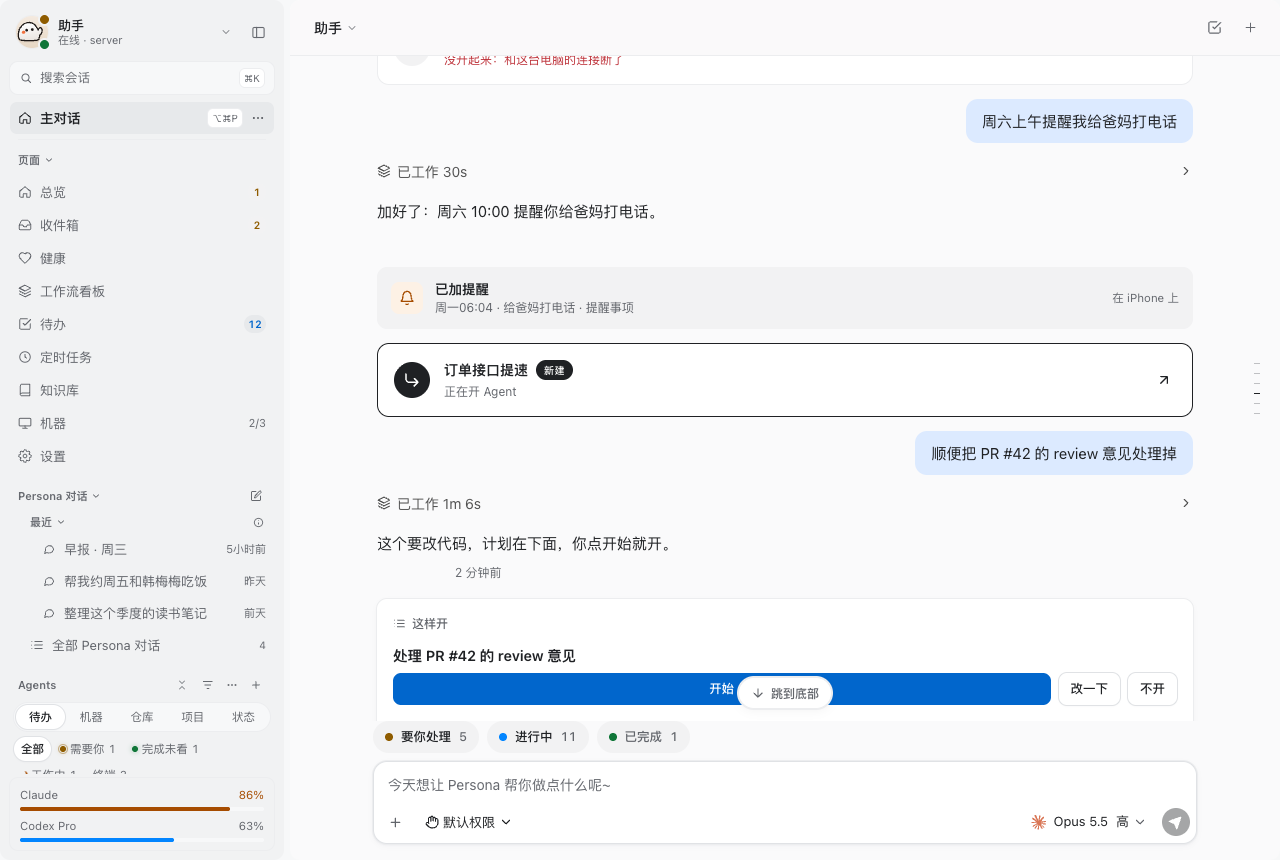 助手
在线 · server
搜索会话
⌘K
主对话
⌥⌘P
页面
总览
1
收件箱
2
健康
工作流看板
待办
12
定时任务
知识库
机器
2/3
设置
Persona 对话
最近
早报 · 周三
5小时前
帮我约周五和韩梅梅吃饭
昨天
整理这个季度的读书笔记
前天
全部 Persona 对话
4
Agents
待办 机器 仓库 项目 状态
全部 需要你 1 完成未看 1
Claude
86%
Codex Pro
63%
助手
没开起来：和这台电脑的连接断了
周六上午提醒我给爸妈打电话
已工作 30s
加好了：周六 10:00 提醒你给爸妈打电话。
已加提醒
周一06:04 · 给爸妈打电话 · 提醒事项
在 iPhone 上
订单接口提速 新建
正在开 Agent
顺便把 PR #42 的 review 意见处理掉
已工作 1m 6s
这个要改代码，计划在下面，你点开始就开。
2 分钟前
这样开
处理 PR #42 的 review 意见
开始
跳到底部
改一下
不开
要你处理 5
进行中 11
已完成 1
今天想让 Persona 帮你做点什么呢~
默认权限
Opus 5.5 高